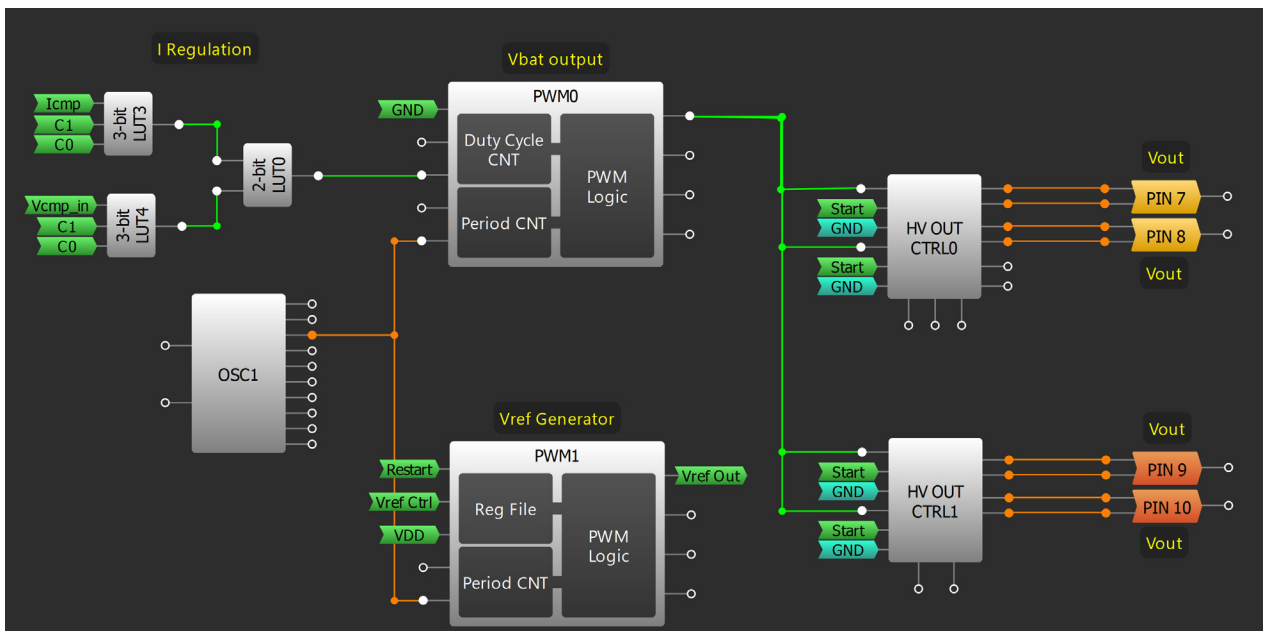 I Regulation
Icmp
C1
C0
3-bit
LUT3
Vcmp_in
C1
C0
3-bit
LUT4
2-bit
LUT0
OSC1
Vbat output
PWM0
GND
Duty Cycle
CNT
Period CNT
PWM
Logic
Vref Generator
PWM1
Restart
Vref Ctrl
VDD
Reg File
Period CNT
PWM
Logic
Vref Out
Start
GND
Start
GND
HV OUT
CTRL0
Vout
PIN 7
PIN 8
Vout
Start
GND
Start
GND
HV OUT
CTRL1
Vout
PIN 9
PIN 10
Vout